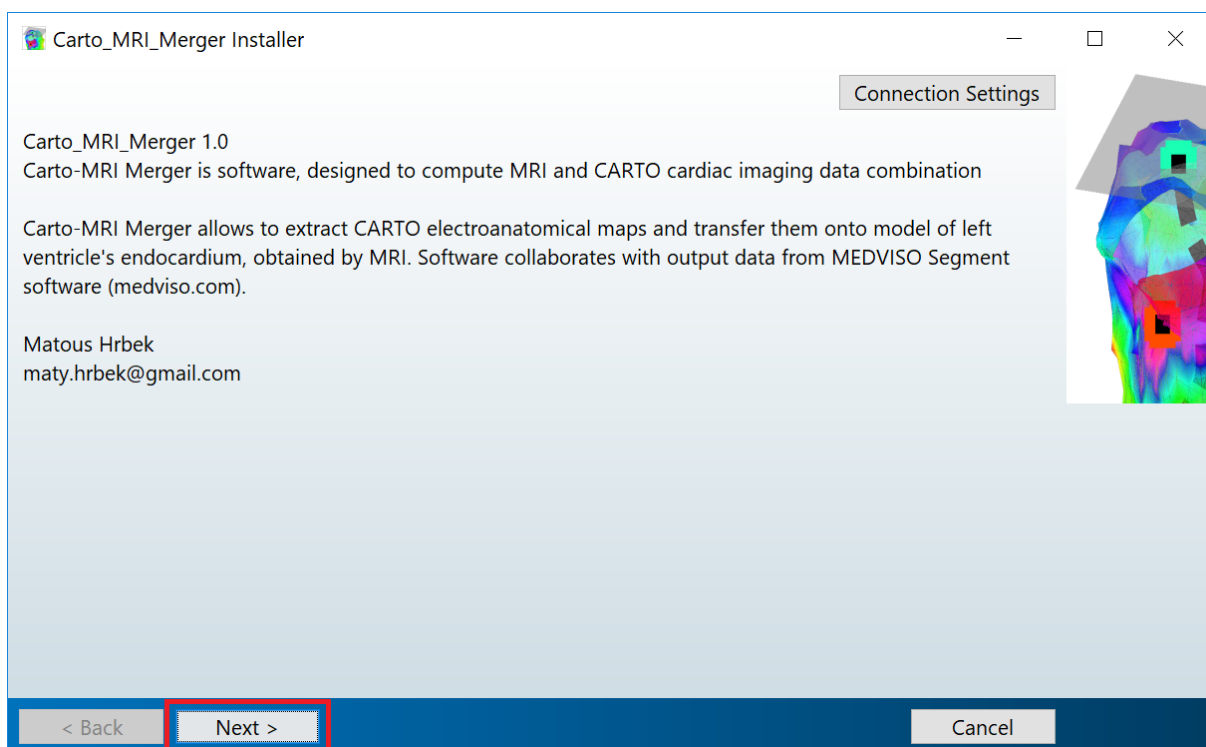 Carto_MRI_Merger Installer
Connection Settings
Carto_MRI_Merger 1.0
Carto-MRI Merger is software, designed to compute MRI and CARTO cardiac imaging data combination
Carto-MRI Merger allows to extract CARTO electroanatomical maps and transfer them onto model of left
ventricle's endocardium, obtained by MRI. Software collaborates with output data from MEDVISO Segment
software (medviso.com).
Matous Hrbek
maty.hrbek@gmail.com
< Back
Next >
Cancel